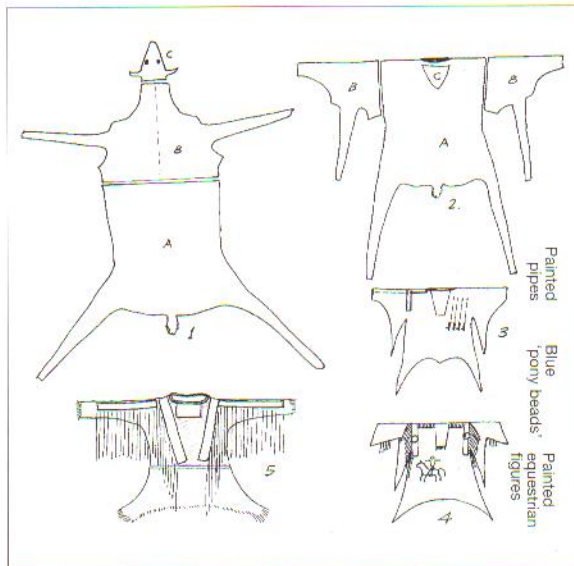 C
B
A
1
B
C
B
A
2.
3
4
5
Painted
pipes
Blue
'pony beads'
Painted
equestrian
figures